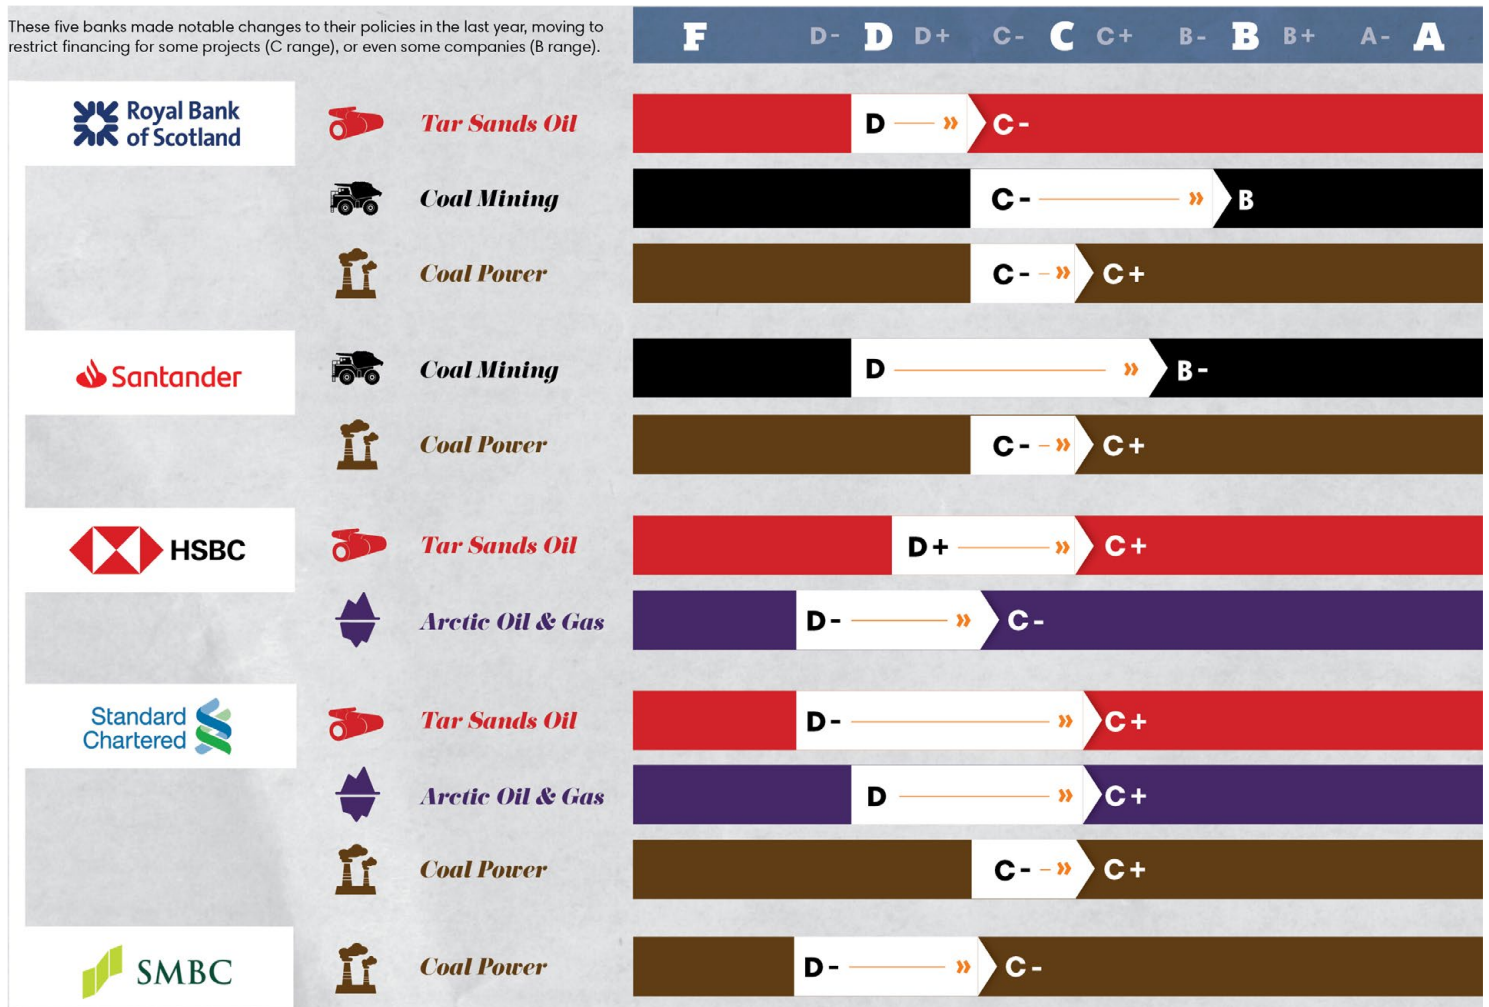 These five banks made notable changes to their policies in the last year, moving to
restrict financing for some projects (C range), or even some companies (B range).
F D- D D+ C- C C+ B- B B+ A- A
Royal Bank
of Scotland
Tar Sands Oil D » C-
Coal Mining C- » B
Coal Power C- » C+
Santander
Coal Mining D » B-
Coal Power C- » C+
HSBC
Tar Sands Oil D+ » C+
Arctic Oil & Gas D- » C-
Standard
Chartered
Tar Sands Oil D- » C+
Arctic Oil & Gas D » C+
Coal Power C- » C+
SMBC
Coal Power D- » C-